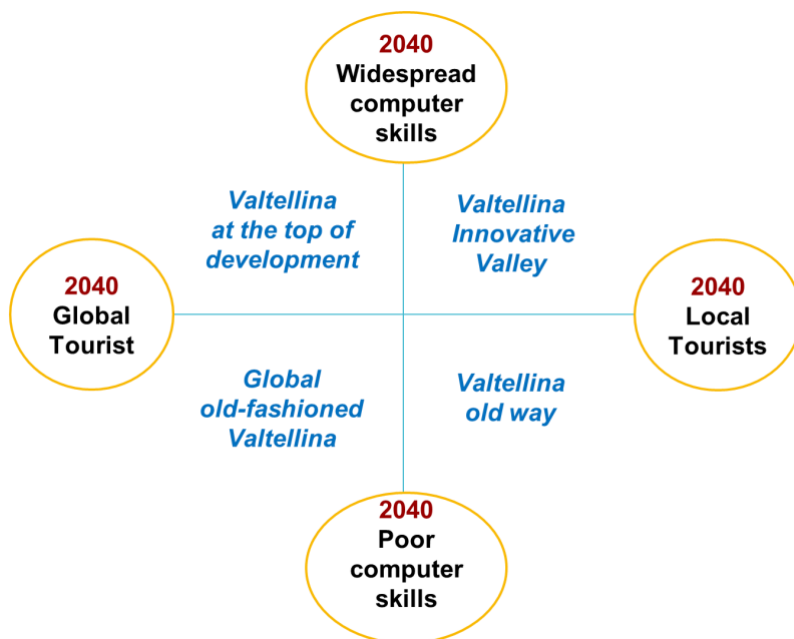 2040
Widespread
computer
skills
Valtellina
at the top of
development
Valtellina
Innovative
Valley
2040
Global
Tourist
2040
Local
Tourists
Global
old-fashioned
Valtellina
Valtellina
old way
2040
Poor
computer
skills